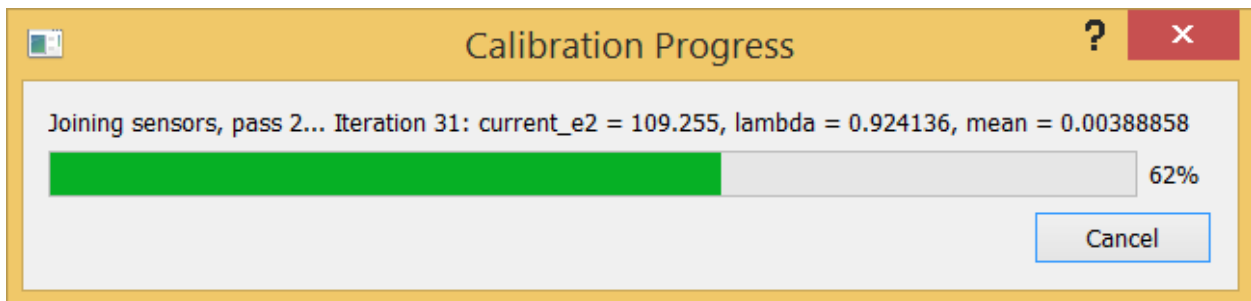 Calibration Progress
?
×
Joining sensors, pass 2... Iteration 31: current_e2 = 109.255, lambda = 0.924136, mean = 0.00388858
62%
Cancel